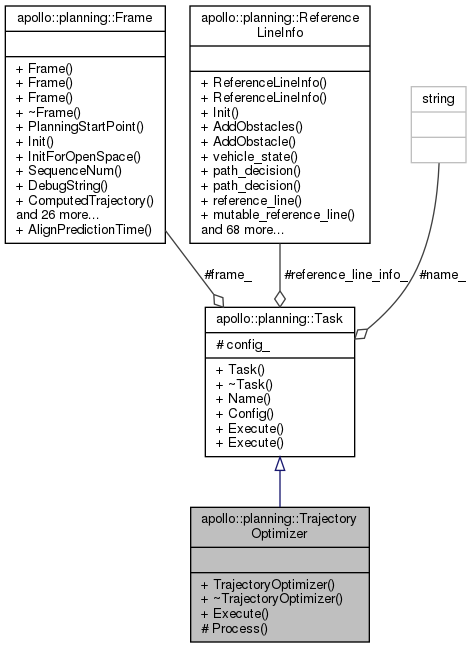 apollo::planning::Frame
+ Frame()
+ Frame()
+ Frame()
+ ~Frame()
+ PlanningStartPoint()
+ Init()
+ InitForOpenSpace()
+ SequenceNum()
+ DebugString()
+ ComputedTrajectory()
and 26 more...
+ AlignPredictionTime()
apollo::planning::Reference
LineInfo
+ ReferenceLineInfo()
+ ReferenceLineInfo()
+ Init()
+ AddObstacles()
+ AddObstacle()
+ vehicle_state()
+ path_decision()
+ path_decision()
+ reference_line()
+ mutable_reference_line()
and 68 more...
string
#frame_
#reference_line_info_
#name_
apollo::planning::Task
# config_
+ Task()
+ ~Task()
+ Name()
+ Config()
+ Execute()
+ Execute()
apollo::planning::Trajectory
Optimizer
+ TrajectoryOptimizer()
+ ~TrajectoryOptimizer()
+ Execute()
# Process()